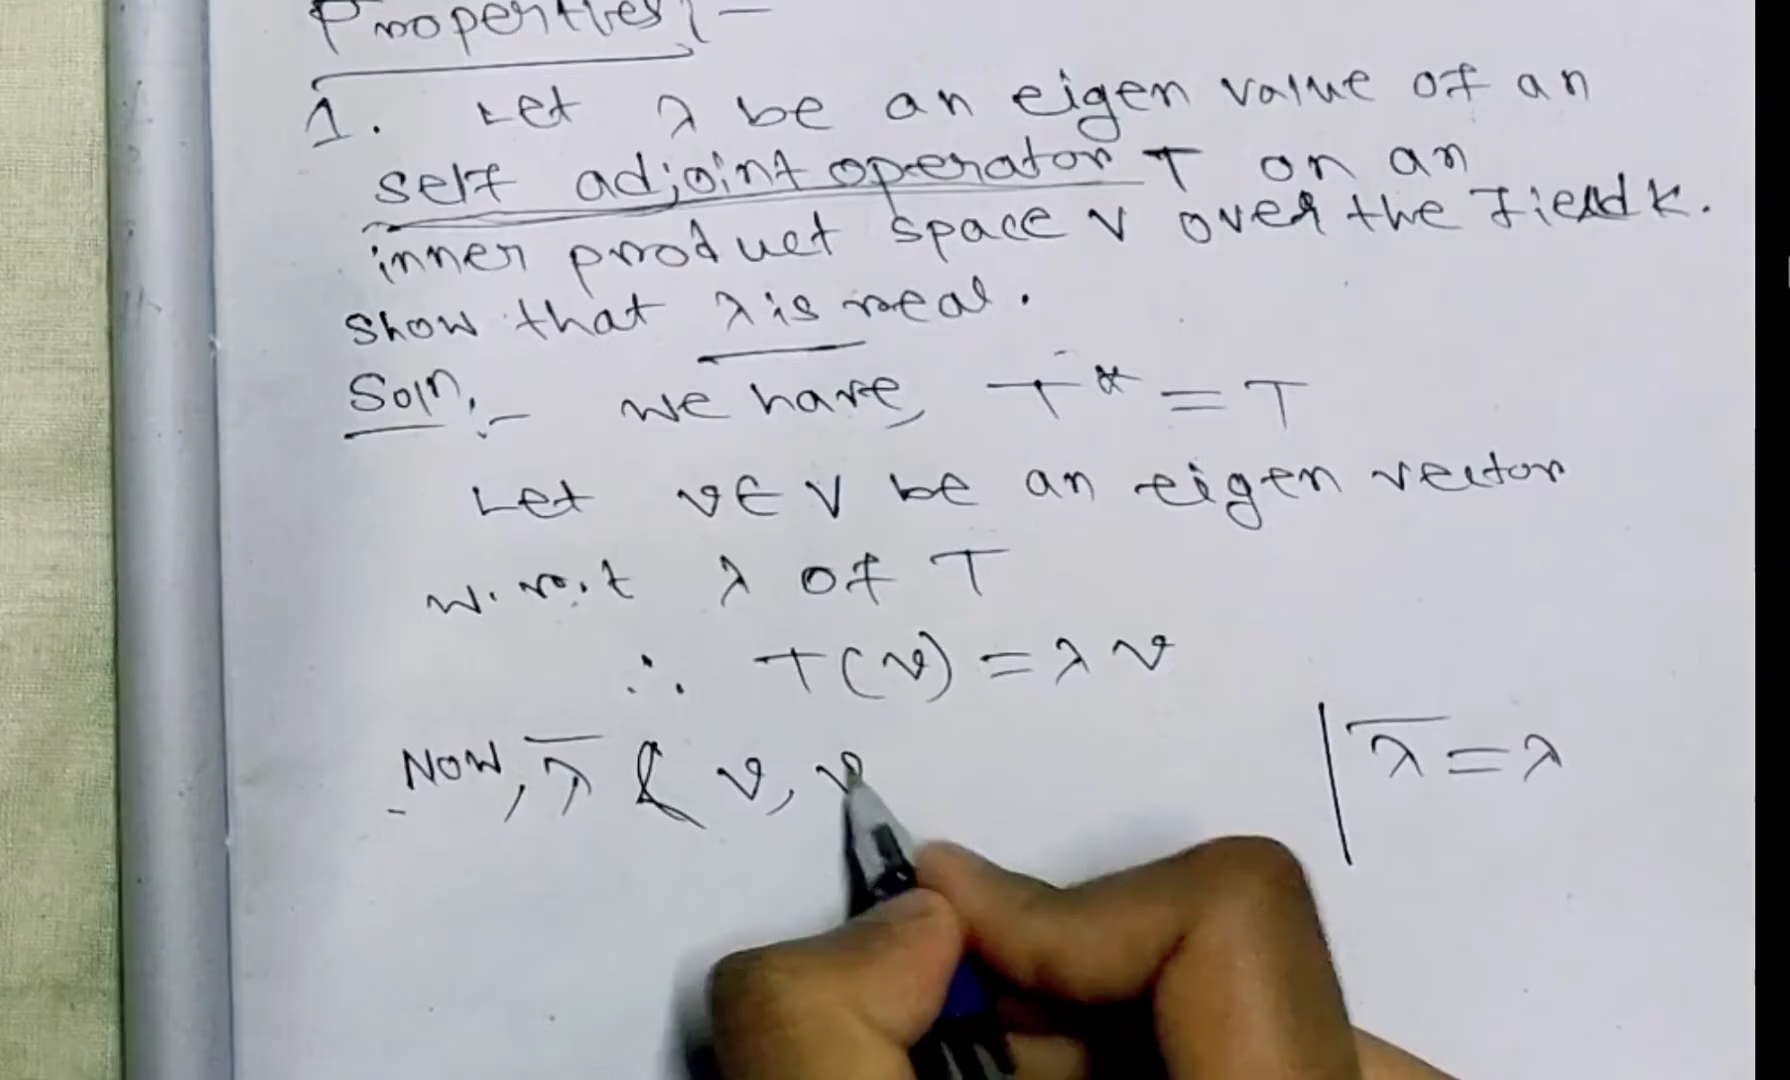 Properties:-
1. Let λ be an eigen value of an
self adjoint operator T on an
inner product space V over the field K.
show that λ is real.
Soln:- we have, T* = T
Let v ∈ V be an eigen vector
w.r.t λ of T
∴ T(v) = λ v
Now, λ̅ ⟨ v, v
| λ̅ = λ